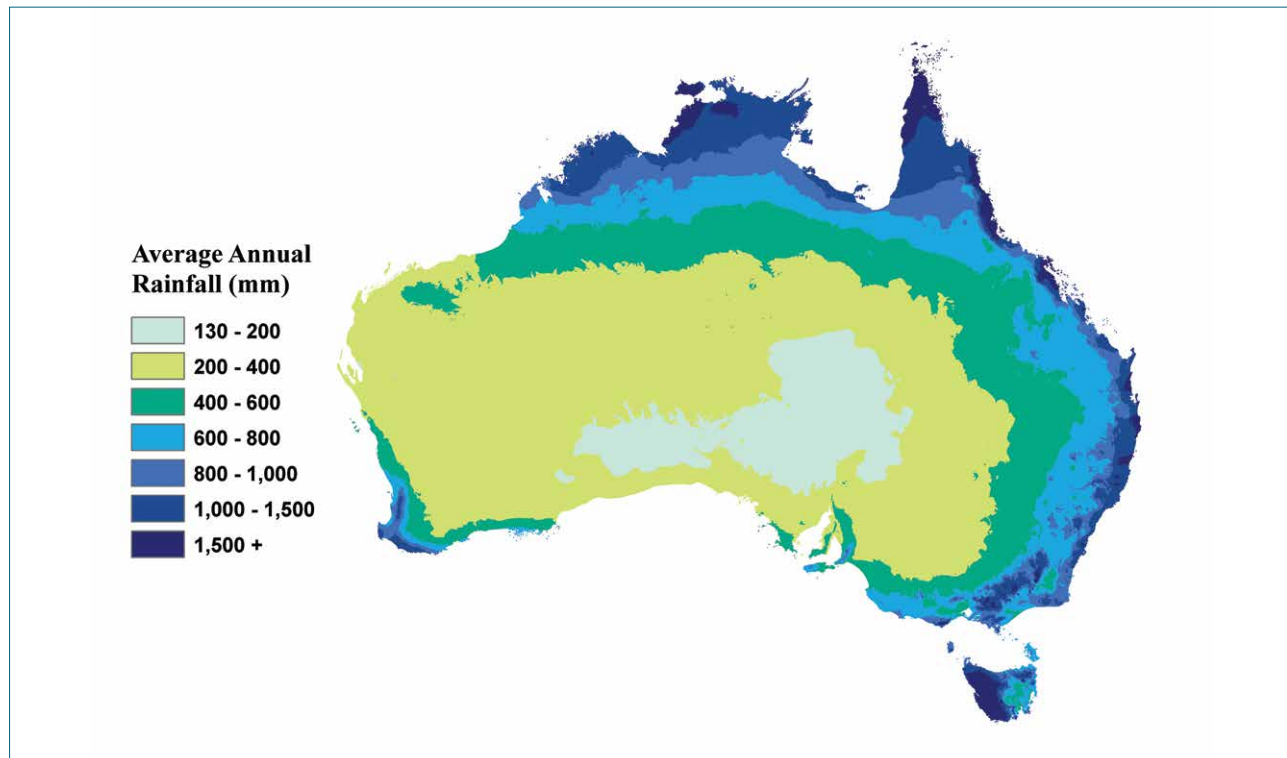 Average Annual
Rainfall (mm)
130 - 200
200 - 400
400 - 600
600 - 800
800 - 1,000
1,000 - 1,500
1,500 +